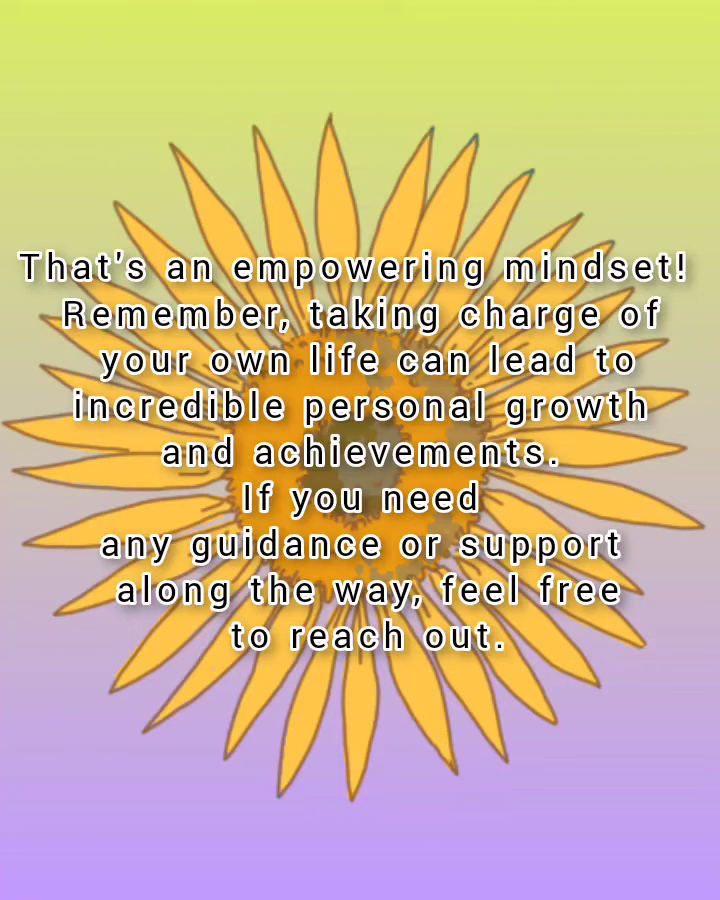 That's an empowering mindset!
Remember, taking charge of
your own life can lead to
incredible personal growth
and achievements.
If you need
any guidance or support
along the way, feel free
to reach out.